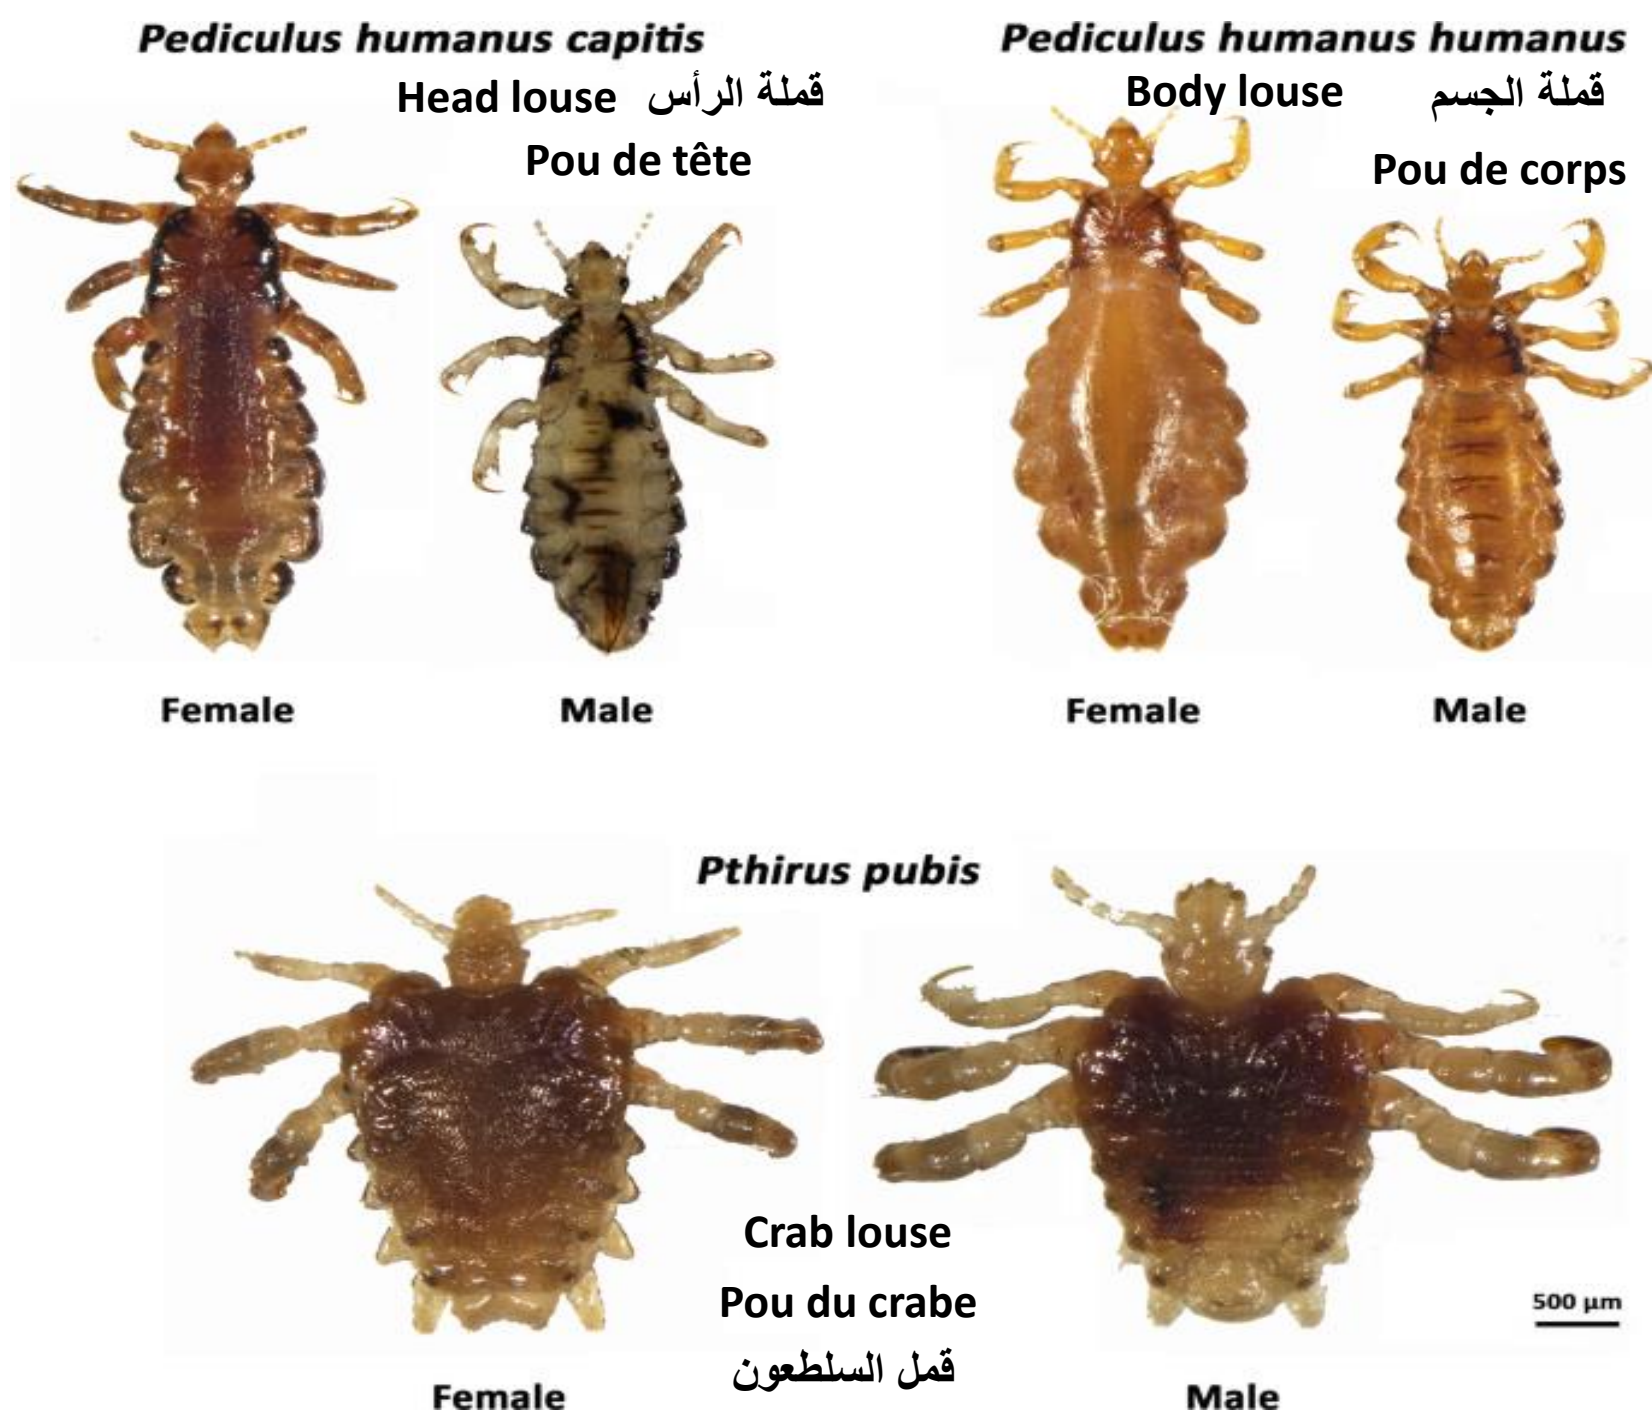 Pediculus humanus capitis
Head louse قملة الرأس
Pou de tête
Female
Male
Pediculus humanus humanus
Body louse قملة الجسم
Pou de corps
Female
Male
Pthirus pubis
Crab louse
Pou du crabe
قمل السلطعون
500 µm
Female
Male